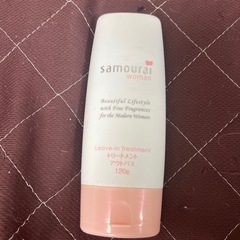 samourai
woman
Beautiful Lifestyle
with Fine Fragrances
for the Modern Woman
Leave-in Treatment
トリートメント
アウトバス
120g